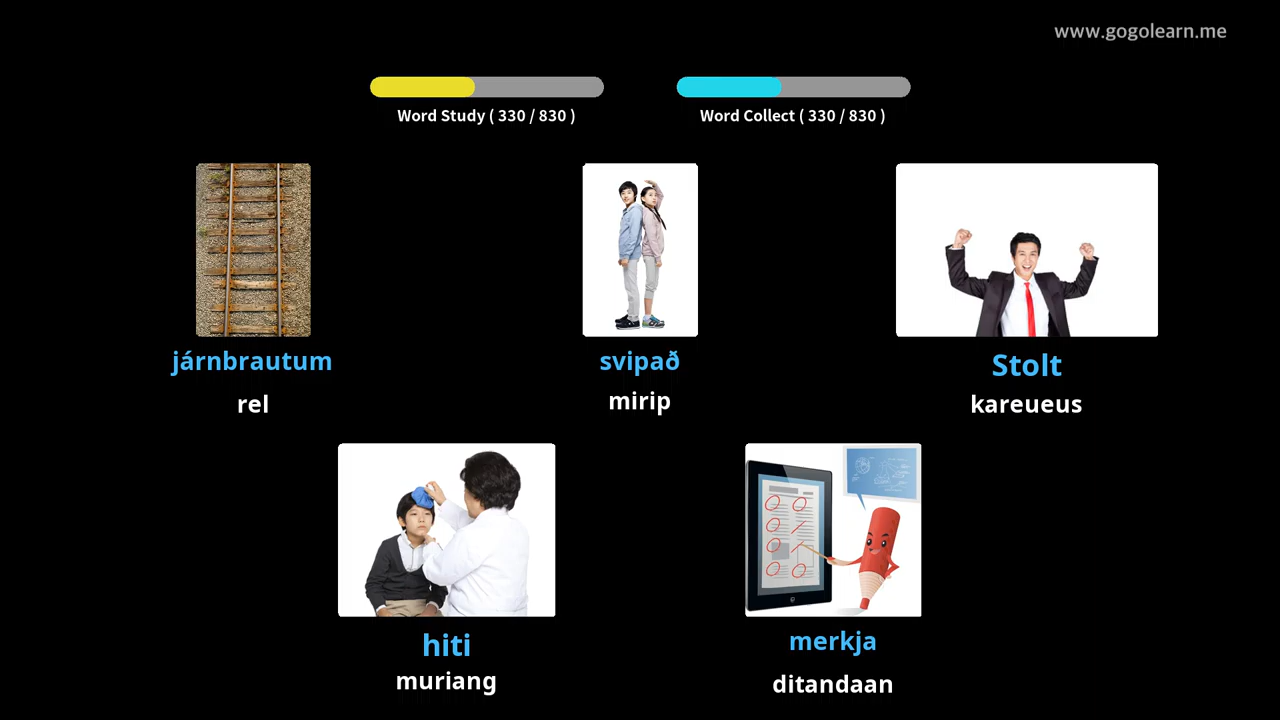 www.gogolearn.me
Word Study ( 330 / 830 )
Word Collect ( 330 / 830 )
járnbrautum
rel
svipað
mirip
Stolt
kareueus
hiti
muriang
merkja
ditandaan